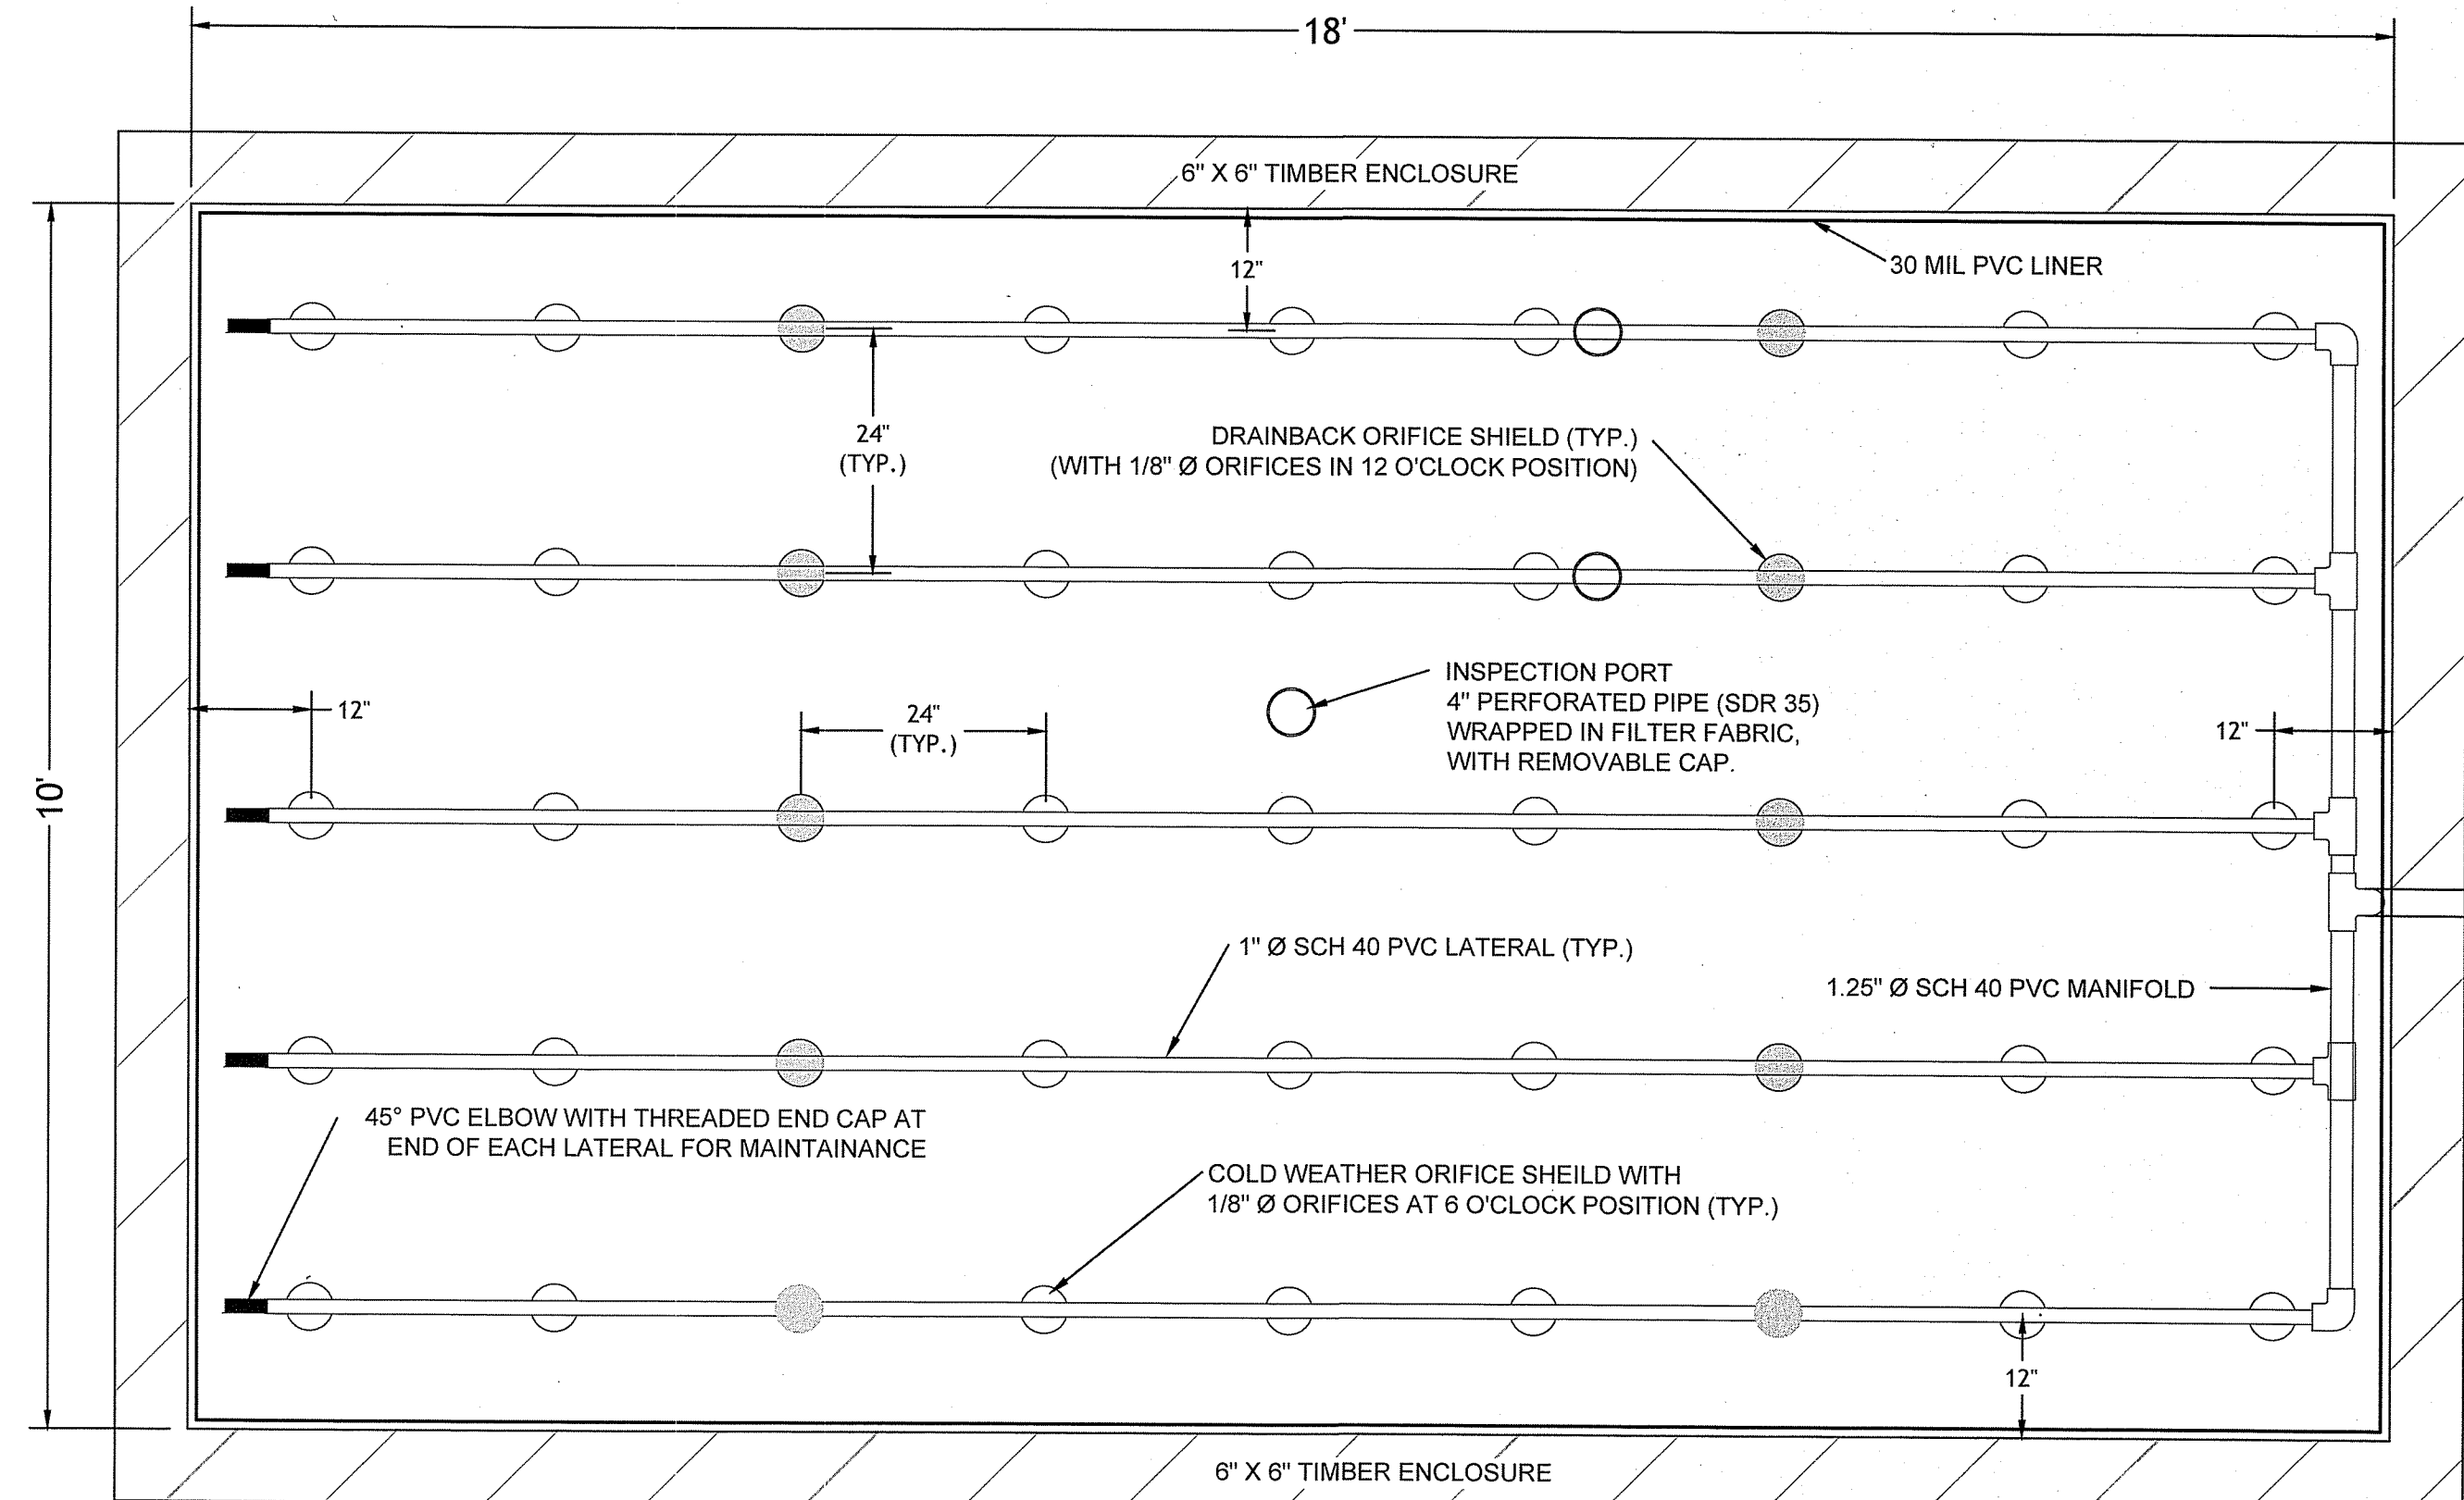 18'
6" X 6" TIMBER ENCLOSURE
12"
30 MIL PVC LINER
24"
(TYP.)
DRAINBACK ORIFICE SHIELD (TYP.)
(WITH 1/8" Ø ORIFICES IN 12 O'CLOCK POSITION)
INSPECTION PORT
4" PERFORATED PIPE (SDR 35)
WRAPPED IN FILTER FABRIC,
WITH REMOVABLE CAP.
12"
24"
(TYP.)
12"
10'
1" Ø SCH 40 PVC LATERAL (TYP.)
1.25" Ø SCH 40 PVC MANIFOLD
45° PVC ELBOW WITH THREADED END CAP AT
END OF EACH LATERAL FOR MAINTAINANCE
COLD WEATHER ORIFICE SHEILD WITH
1/8" Ø ORIFICES AT 6 O'CLOCK POSITION (TYP.)
12"
6" X 6" TIMBER ENCLOSURE